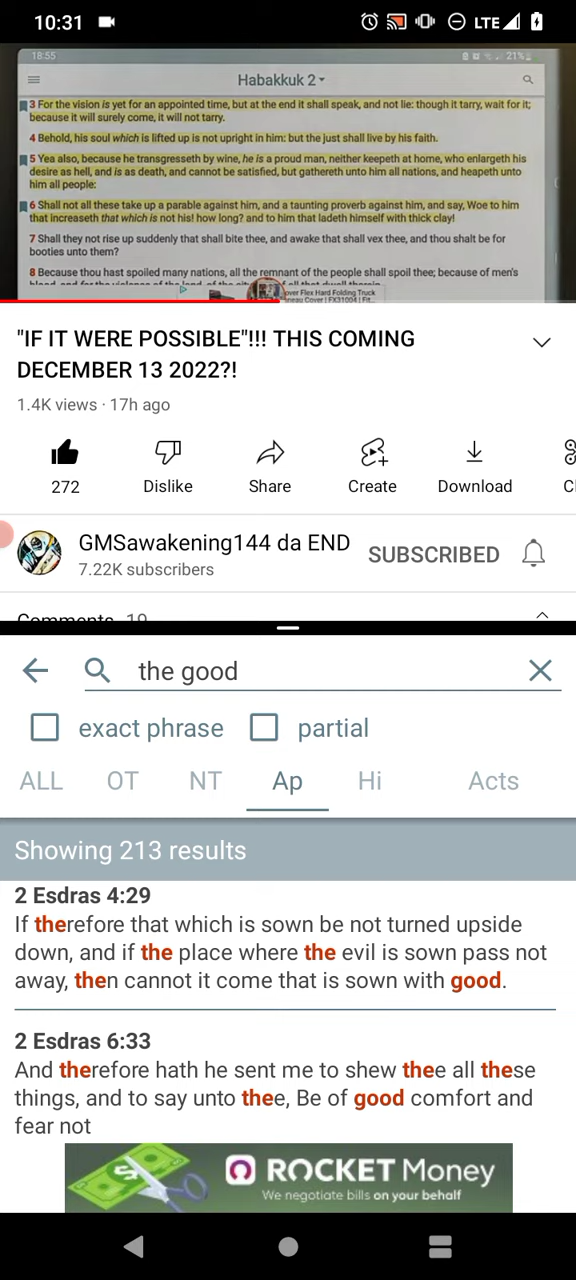 10:31
LTE
18:55
21%
Habakkuk 2
3 For the vision is yet for an appointed time, but at the end it shall speak, and not lie: though it tarry, wait for it;
because it will surely come, it will not tarry.
4 Behold, his soul which is lifted up is not upright in him: but the just shall live by his faith.
5 Yea also, because he transgresseth by wine, he is a proud man, neither keepeth at home, who enlargeth his
desire as hell, and is as death, and cannot be satisfied, but gathereth unto him all nations, and heapeth unto
him all people:
6 Shall not all these take up a parable against him, and a taunting proverb against him, and say, Woe to him
that increaseth that which is not his! how long? and to him that ladeth himself with thick clay!
7 Shall they not rise up suddenly that shall bite thee, and awake that shall vex thee, and thou shalt be for
booties unto them?
8 Because thou hast spoiled many nations, all the remnant of the people shall spoil thee; because of men's
over Flex Hard Folding Truck
neau Cover | FX31004 | Fit...
"IF IT WERE POSSIBLE"!!! THIS COMING
DECEMBER 13 2022?!
1.4K views · 17h ago
272
Dislike
Share
Create
Download
GMSawakening144 da END
7.22K subscribers
SUBSCRIBED
Comments 19
the good
exact phrase
partial
ALL OT NT Ap Hi Acts
Showing 213 results
2 Esdras 4:29
If therefore that which is sown be not turned upside
down, and if the place where the evil is sown pass not
away, then cannot it come that is sown with good.
2 Esdras 6:33
And therefore hath he sent me to shew thee all these
things, and to say unto thee, Be of good comfort and
fear not
ROCKET Money
We negotiate bills on your behalf